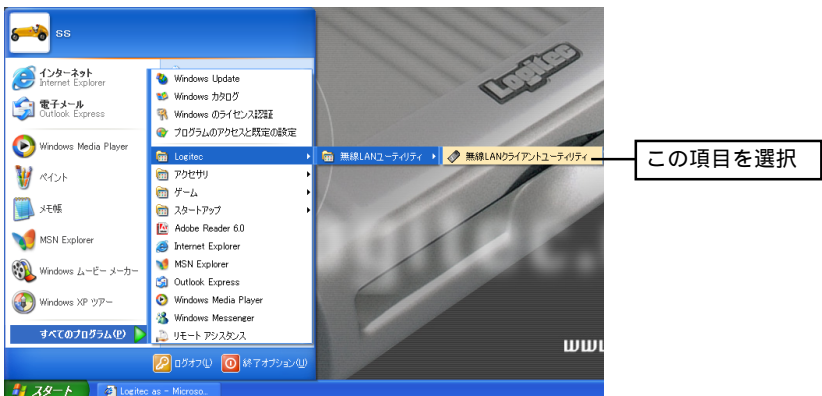 ss
インターネット
Internet Explorer
電子メール
Outlook Express
Windows Media Player
ペイント
メモ帳
MSN Explorer
Windows ムービー メーカー
Windows XP ツアー
すべてのプログラム(P)
Windows Update
Windows カタログ
Windows のライセンス認証
プログラムのアクセスと既定の設定
Logitec
アクセサリ
ゲーム
スタートアップ
Adobe Reader 6.0
Internet Explorer
MSN Explorer
Outlook Express
Windows Media Player
Windows Messenger
リモート アシスタンス
無線LANユーティリティ
無線LANクライアントユーティリティ
この項目を選択
Logitec
ログオフ(L)
終了オプション(U)
スタート
Logitec as - Microso...